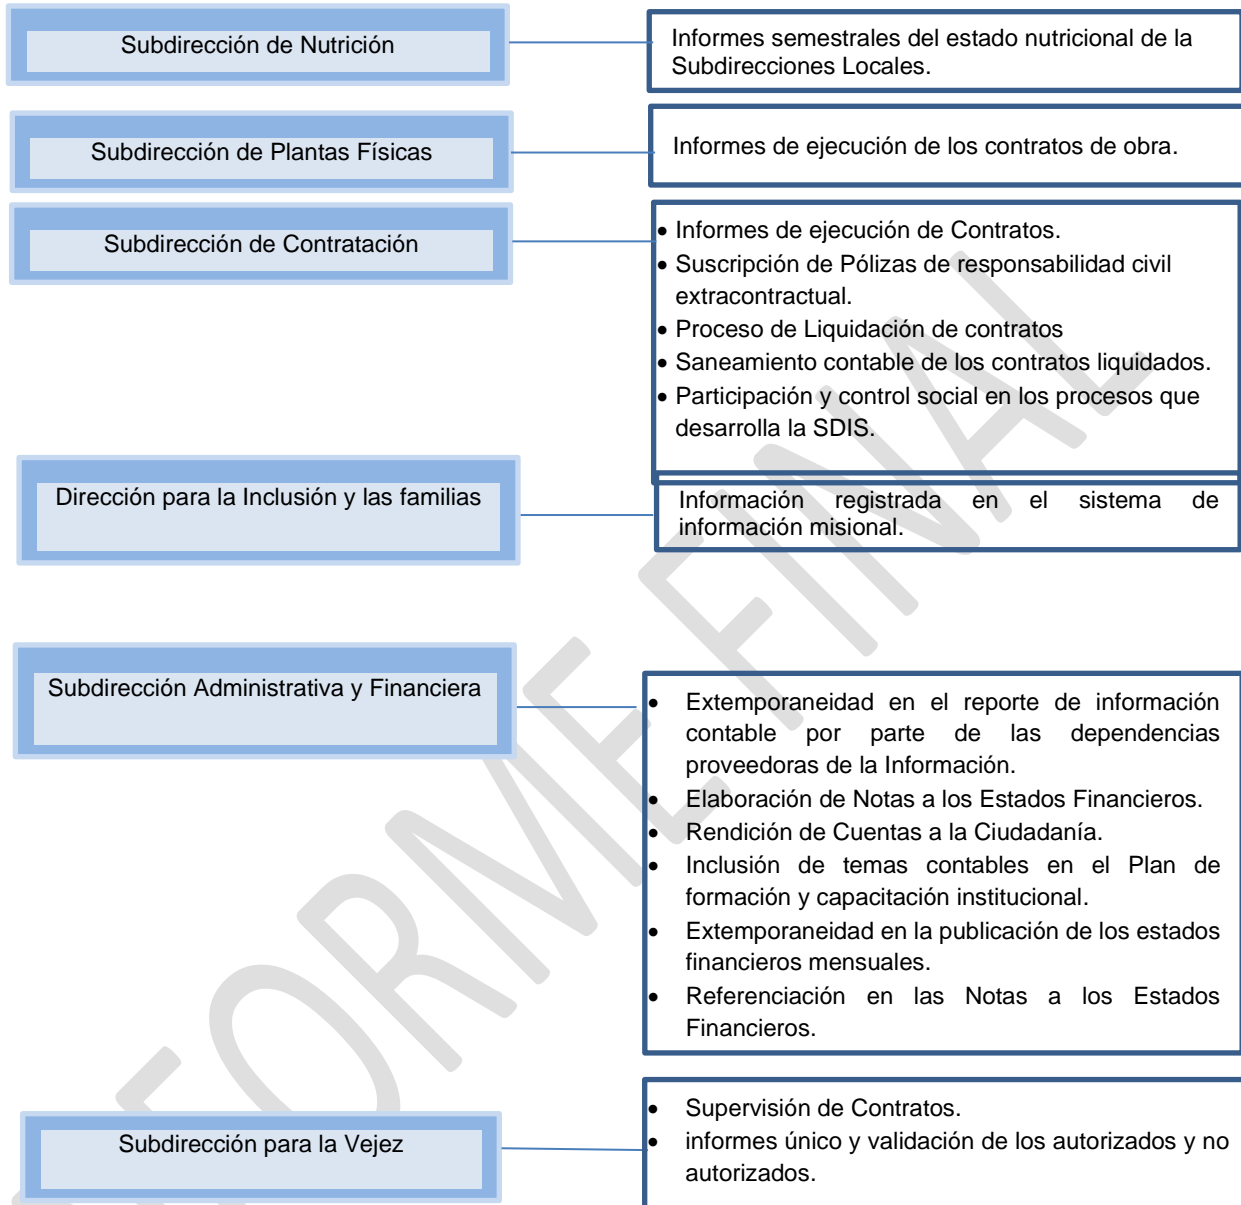 Subdirección de Nutrición
Informes semestrales del estado nutricional de la
Subdirecciones Locales.
Subdirección de Plantas Físicas
Informes de ejecución de los contratos de obra.
Subdirección de Contratación
• Informes de ejecución de Contratos.
• Suscripción de Pólizas de responsabilidad civil
extracontractual.
• Proceso de Liquidación de contratos
• Saneamiento contable de los contratos liquidados.
• Participación y control social en los procesos que
desarrolla la SDIS.
Dirección para la Inclusión y las familias
Información registrada en el sistema de
información misional.
Subdirección Administrativa y Financiera
• Extemporaneidad en el reporte de información
contable por parte de las dependencias
proveedoras de la Información.
• Elaboración de Notas a los Estados Financieros.
• Rendición de Cuentas a la Ciudadanía.
• Inclusión de temas contables en el Plan de
formación y capacitación institucional.
• Extemporaneidad en la publicación de los estados
financieros mensuales.
• Referenciación en las Notas a los Estados
Financieros.
Subdirección para la Vejez
• Supervisión de Contratos.
• informes único y validación de los autorizados y no
autorizados.
FORME FINAL